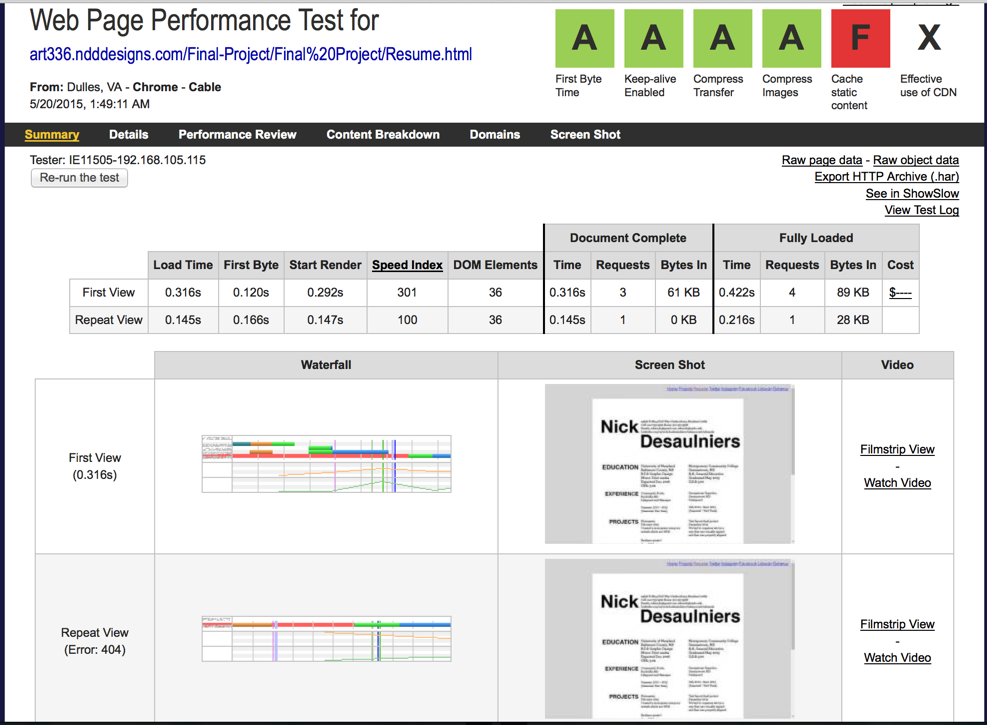 Web Page Performance Test for
art336.ndddesigns.com/Final-Project/Final%20Project/Resume.html
From: Dulles, VA - Chrome - Cable
5/20/2015, 1:49:11 AM
A A A A F X
First Byte Time
Keep-alive Enabled
Compress Transfer
Compress Images
Cache static content
Effective use of CDN
Summary Details Performance Review Content Breakdown Domains Screen Shot
Tester: IE11505-192.168.105.115
Re-run the test
Raw page data - Raw object data
Export HTTP Archive (.har)
See in ShowSlow
View Test Log
Document Complete Fully Loaded
Load Time First Byte Start Render Speed Index DOM Elements Time Requests Bytes In Time Requests Bytes In Cost
First View 0.316s 0.120s 0.292s 301 36 0.316s 3 61 KB 0.422s 4 89 KB $----
Repeat View 0.145s 0.166s 0.147s 100 36 0.145s 1 0 KB 0.216s 1 28 KB
Waterfall Screen Shot Video
First View
(0.316s)
Nick
Desaulniers
EDUCATION
EXPERIENCE
PROJECTS
Filmstrip View
-
Watch Video
Repeat View
(Error: 404)
Nick
Desaulniers
EDUCATION
EXPERIENCE
PROJECTS
Filmstrip View
-
Watch Video